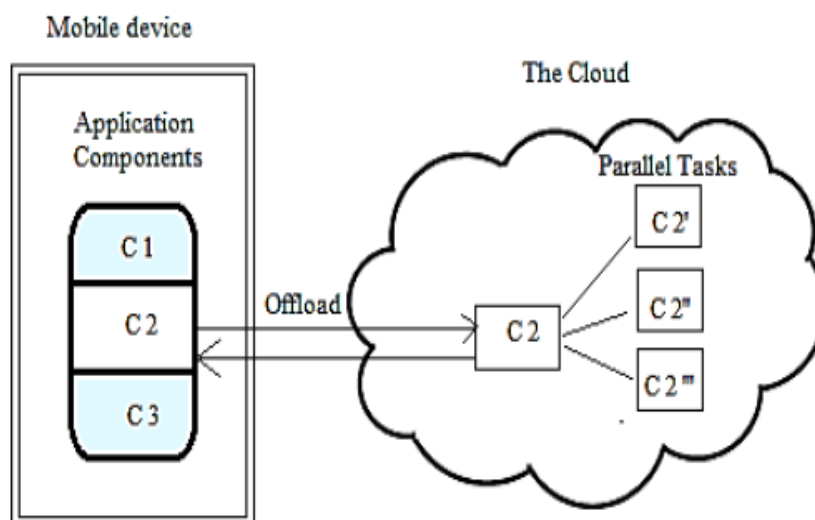 Mobile device
Application
Components
C 1
C 2
C 3
Offload
The Cloud
Parallel Tasks
C 2
C 2'
C 2''
C 2'''